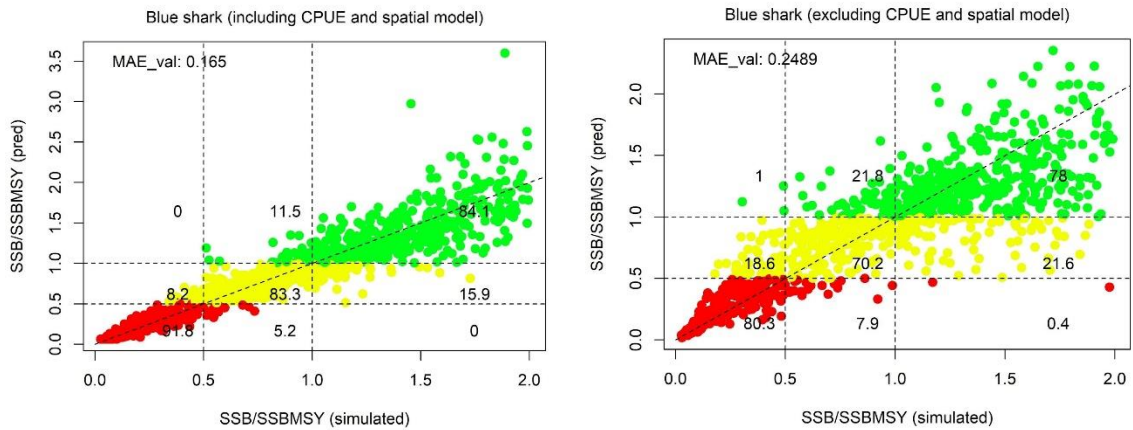 Blue shark (including CPUE and spatial model)
MAE_val: 0.165
3.5
3.0
2.5
2.0
1.5
1.0
0.5
0.0
SSB/SSBMSY (pred)
0 11.5 84.1
8.2 83.3 15.9
91.8 5.2 0
0.0 0.5 1.0 1.5 2.0
SSB/SSBMSY (simulated)
Blue shark (excluding CPUE and spatial model)
MAE_val: 0.2489
2.0
1.5
1.0
0.5
0.0
SSB/SSBMSY (pred)
1 21.8 78
18.6 70.2 21.6
80.3 7.9 0.4
0.0 0.5 1.0 1.5 2.0
SSB/SSBMSY (simulated)